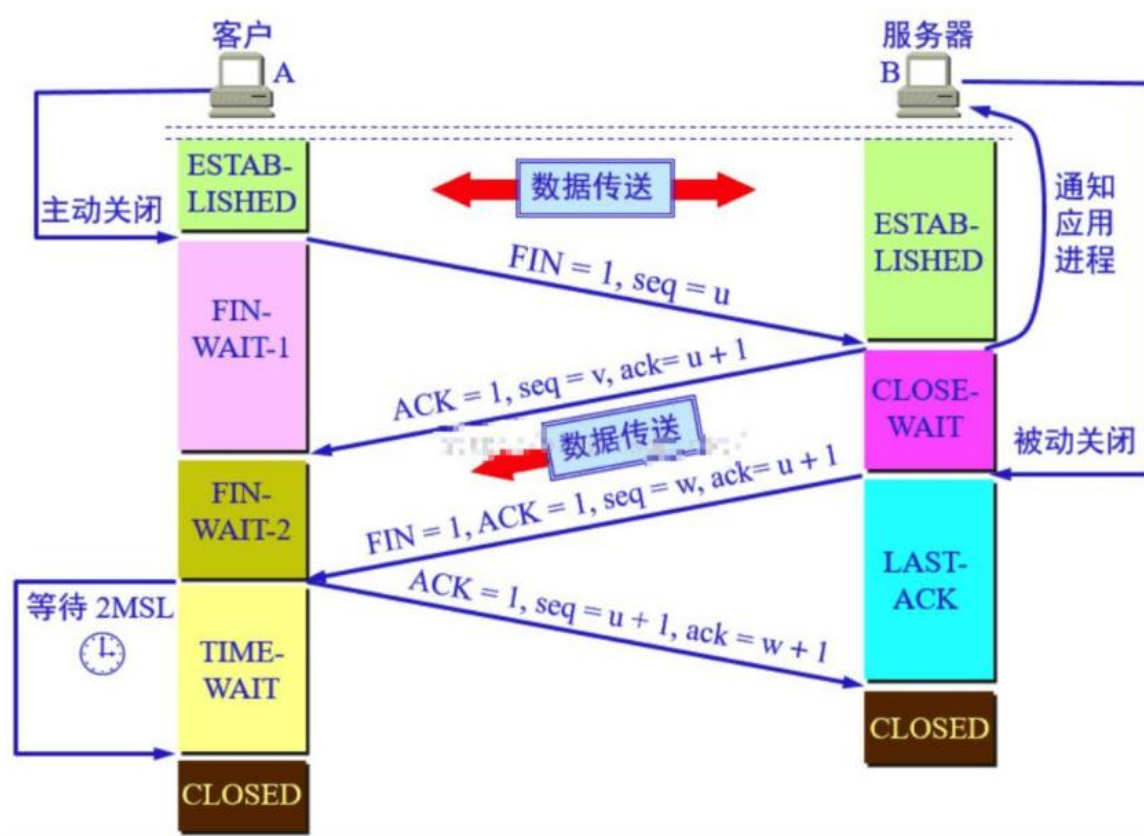 客户
服务器
A
B
ESTAB-
LISHED
数据传送
ESTAB-
LISHED
通知
应用
进程
主动关闭
FIN = 1, seq = u
FIN-
WAIT-1
ACK = 1, seq = v, ack= u + 1
CLOSE-
WAIT
数据传送
被动关闭
FIN-
WAIT-2
FIN = 1, ACK = 1, seq = w, ack= u + 1
LAST-
ACK
ACK = 1, seq = u + 1, ack = w + 1
等待 2MSL
TIME-
WAIT
CLOSED
CLOSED